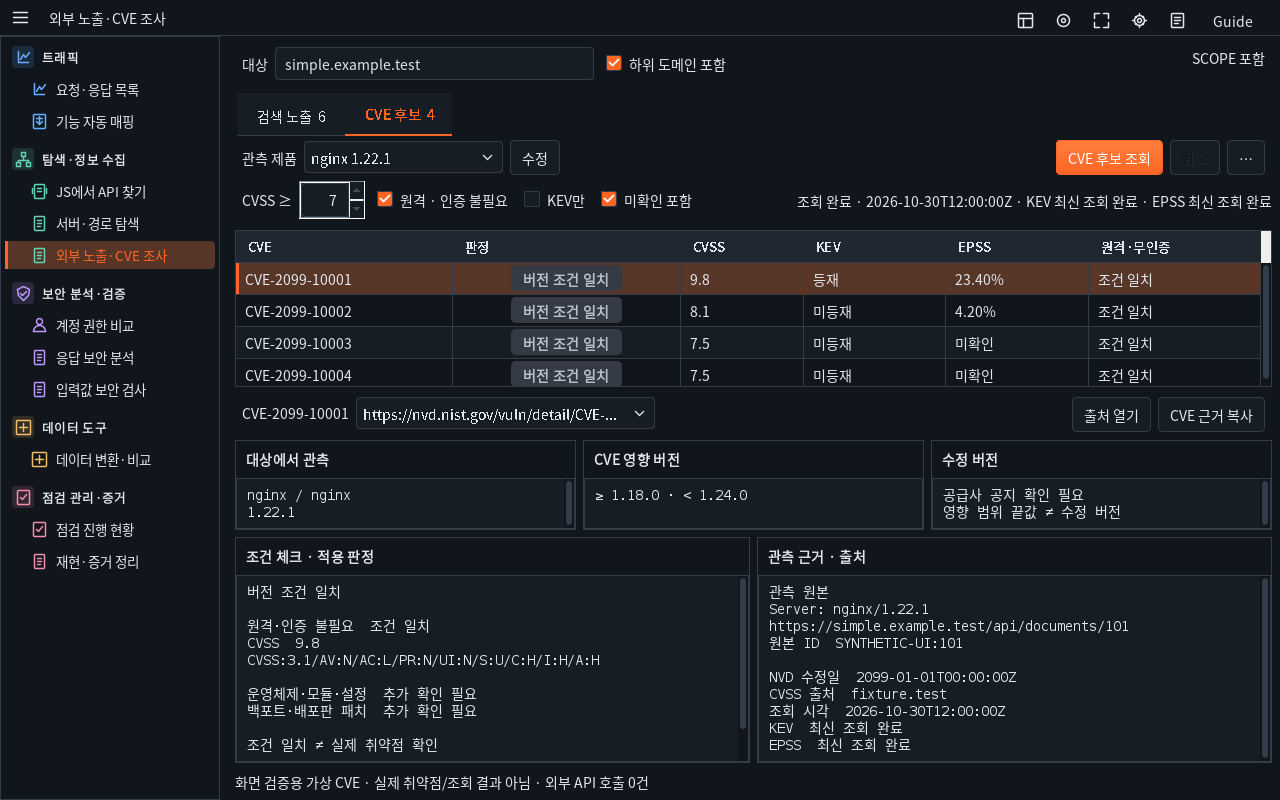 외부 노출·CVE 조사
Guide
트래픽
요청·응답 목록
기능 자동 매핑
탐색·정보 수집
JS에서 API 찾기
서버·경로 탐색
외부 노출·CVE 조사
보안 분석·검증
계정 권한 비교
응답 보안 분석
입력값 보안 검사
데이터 도구
데이터 변환·비교
점검 관리·증거
점검 진행 현황
재현·증거 정리
대상
simple.example.test
하위 도메인 포함
SCOPE 포함
검색 노출 6
CVE 후보 4
관측 제품
nginx 1.22.1
수정
CVE 후보 조회
취소
...
CVSS ≥
7
원격 · 인증 불필요
KEV만
미확인 포함
조회 완료 · 2026-10-30T12:00:00Z · KEV 최신 조회 완료 · EPSS 최신 조회 완료
CVE 판정 CVSS KEV EPSS 원격·무인증
CVE-2099-10001 버전 조건 일치 9.8 등재 23.40% 조건 일치
CVE-2099-10002 버전 조건 일치 8.1 미등재 4.20% 조건 일치
CVE-2099-10003 버전 조건 일치 7.5 미등재 미확인 조건 일치
CVE-2099-10004 버전 조건 일치 7.5 미등재 미확인 조건 일치
CVE-2099-10001
https://nvd.nist.gov/vuln/detail/CVE-...
출처 열기
CVE 근거 복사
대상에서 관측
nginx / nginx
1.22.1
CVE 영향 버전
≥ 1.18.0 · < 1.24.0
수정 버전
공급사 공지 확인 필요
영향 범위 끝값 ≠ 수정 버전
조건 체크 · 적용 판정
버전 조건 일치
원격·인증 불필요 조건 일치
CVSS 9.8
CVSS:3.1/AV:N/AC:L/PR:N/UI:N/S:U/C:H/I:H/A:H
운영체제·모듈·설정 추가 확인 필요
백포트·배포판 패치 추가 확인 필요
조건 일치 ≠ 실제 취약점 확인
관측 근거 · 출처
관측 원본
Server: nginx/1.22.1
https://simple.example.test/api/documents/101
원본 ID SYNTHETIC-UI:101
NVD 수정일 2099-01-01T00:00:00Z
CVSS 출처 fixture.test
조회 시각 2026-10-30T12:00:00Z
KEV 최신 조회 완료
EPSS 최신 조회 완료
화면 검증용 가상 CVE · 실제 취약점/조회 결과 아님 · 외부 API 호출 0건